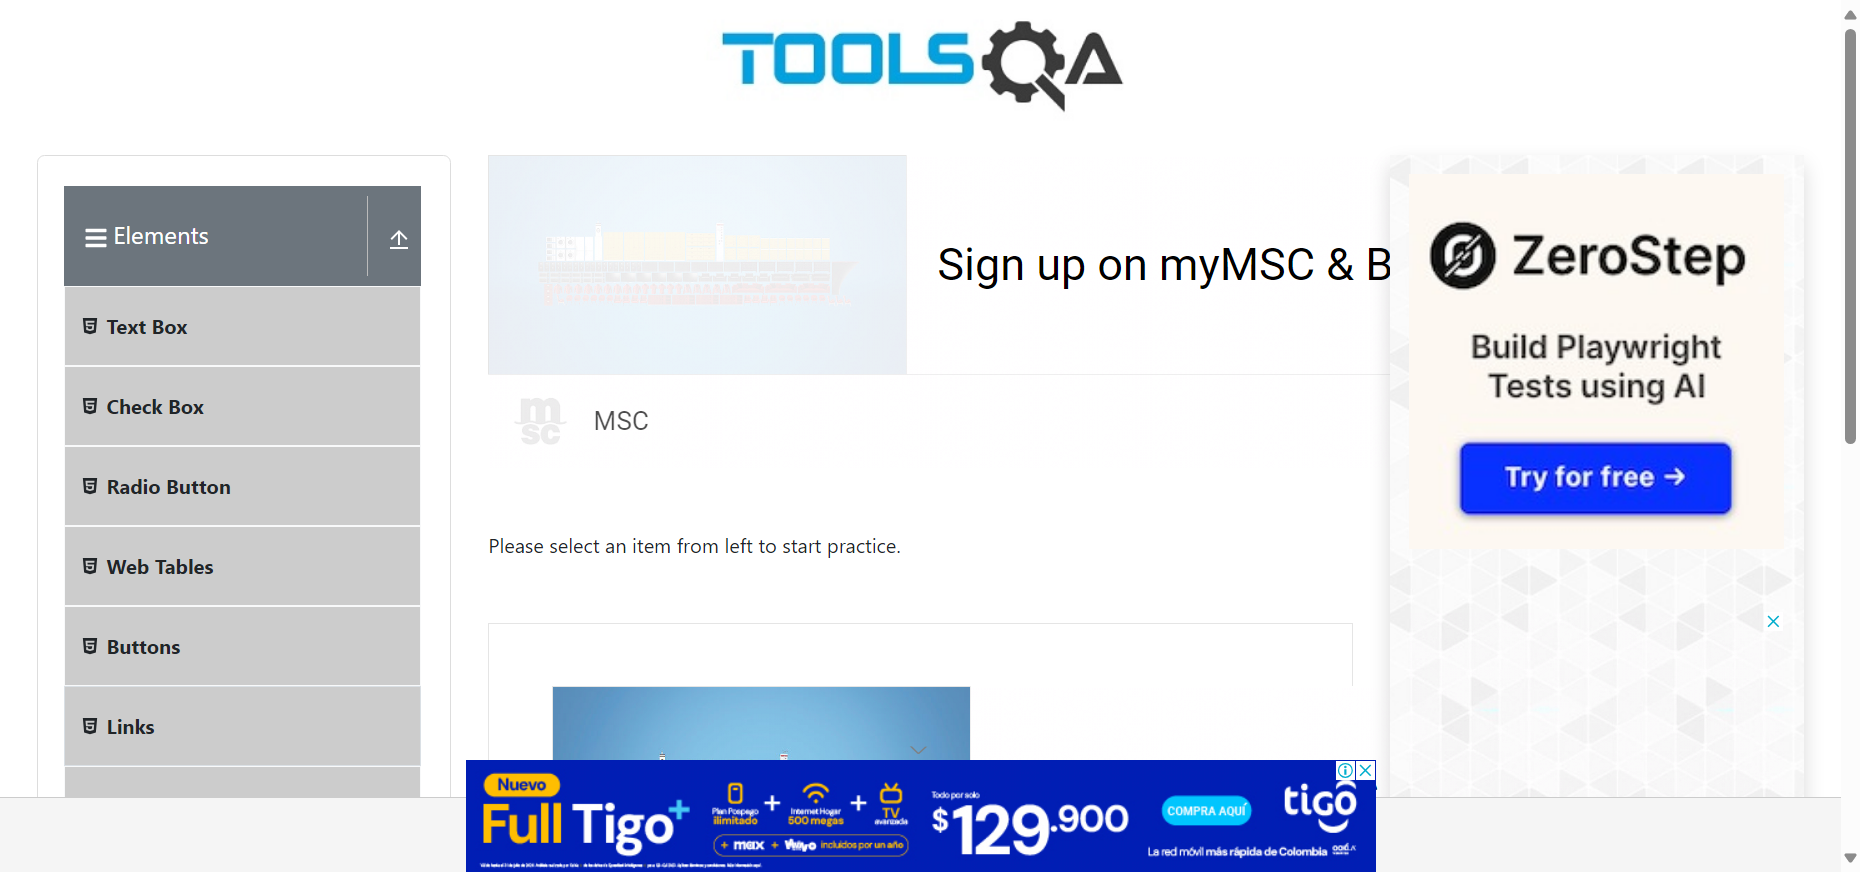 TOOLSQA
Elements
Text Box
Check Box
Radio Button
Web Tables
Buttons
Links
Sign up on myMSC & B
msc
MSC
Please select an item from left to start practice.
ZeroStep
Build Playwright
Tests using AI
Try for free →
Nuevo
Full Tigo+
Plan Pospago
ilimitado
+
Internet Hogar
500 megas
+
TV
avanzada
+ max + Vivvo incluidos por un año
Todo por solo
$129.900
COMPRA AQUÍ
tigo
La red móvil más rápida de Colombia